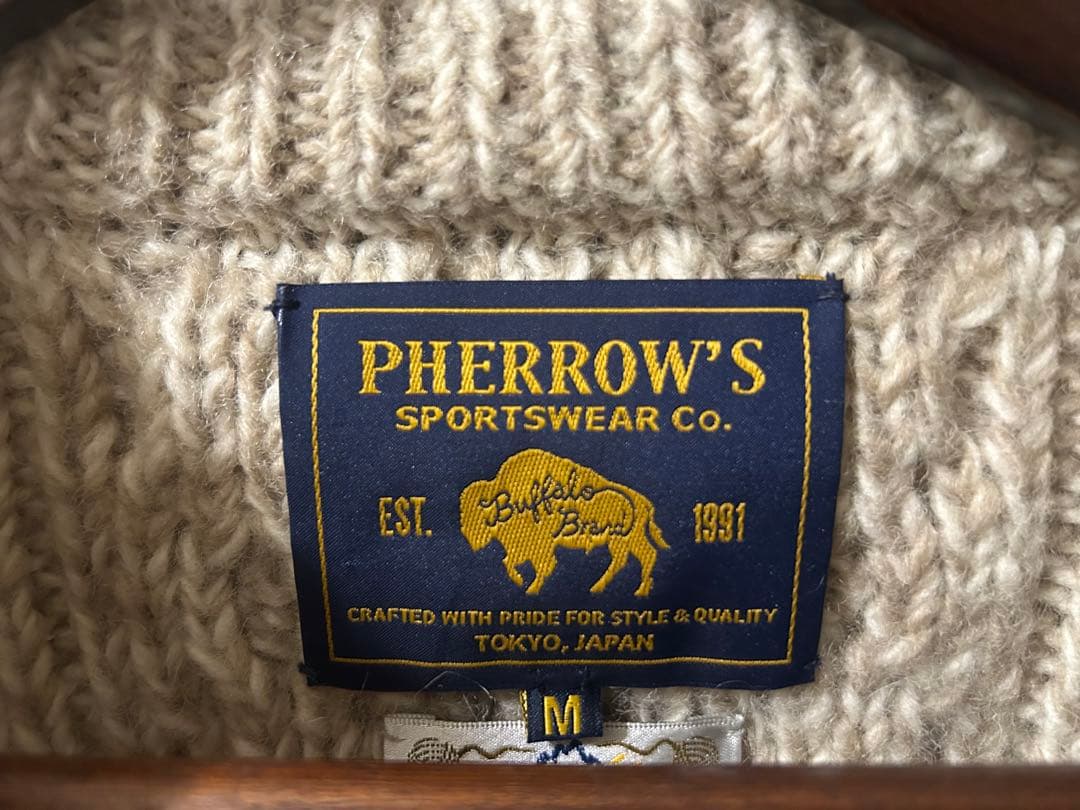 PHERROW'S
SPORTSWEAR Co.
EST.
Buffalo
Brand
1991
CRAFTED WITH PRIDE FOR STYLE & QUALITY
TOKYO, JAPAN
M